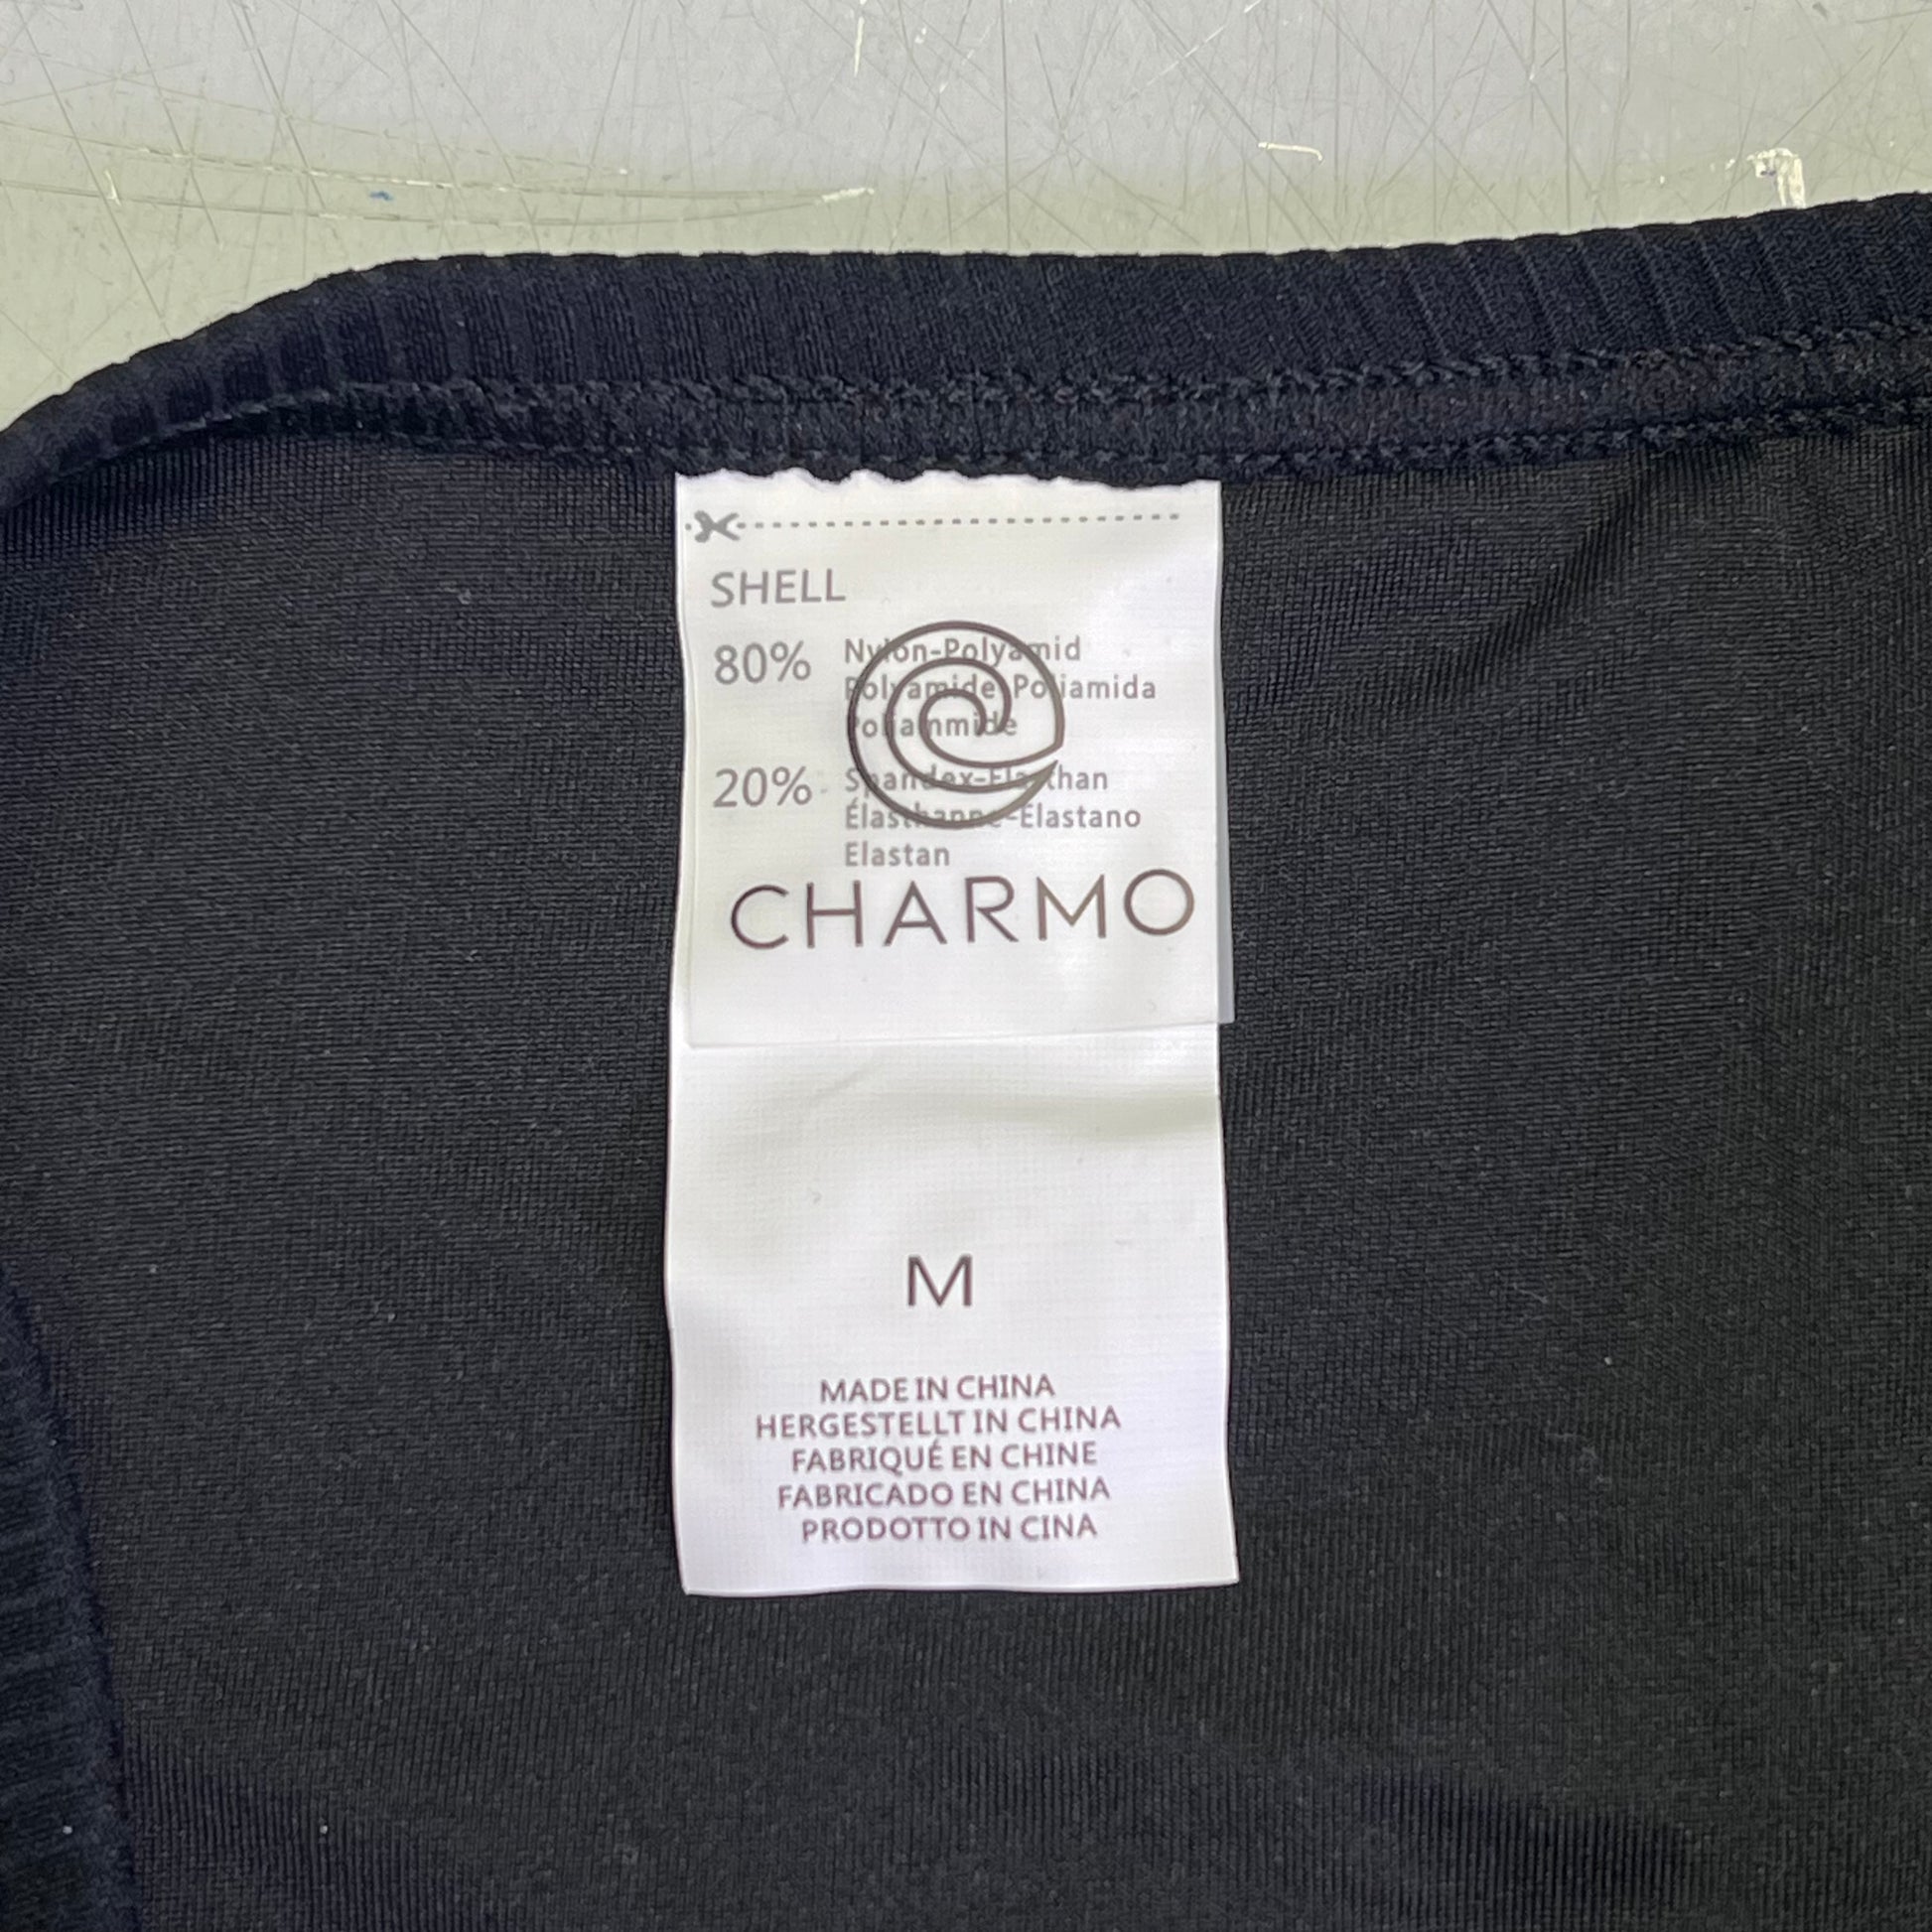 SHELL
80% Nylon-Polyamid
Polyamide-Poliamida
Poliammide
20% Spandex-Elasthan
Élasthanne-Elastano
Elastan
CHARMO
M
MADE IN CHINA
HERGESTELLT IN CHINA
FABRIQUÉ EN CHINE
FABRICADO EN CHINA
PRODOTTO IN CINA